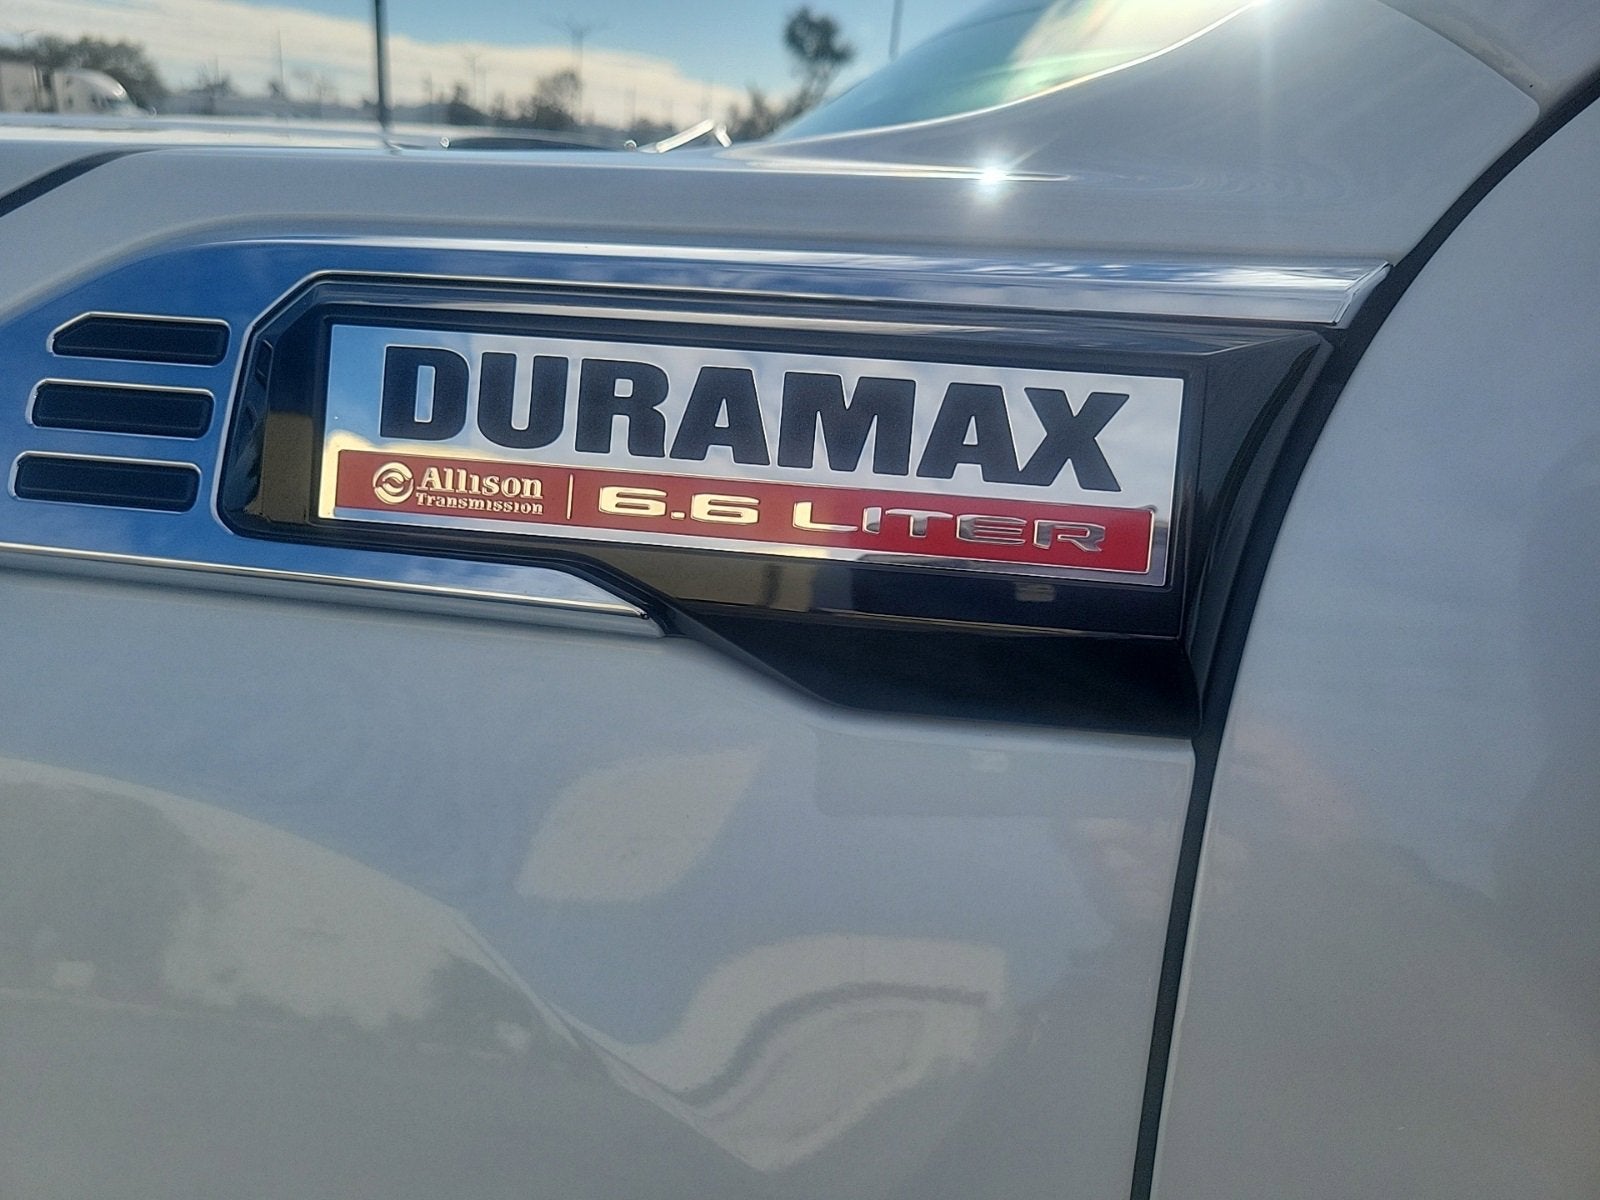 DURAMAX
Allison 6.6 LITER
Transmission